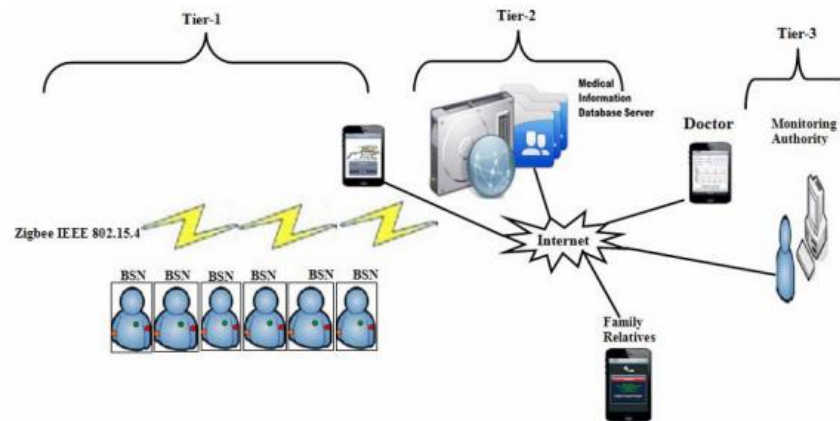 Tier-1
Tier-2
Tier-3
Medical
Information
Database Server
Doctor
Monitoring
Authority
Zigbee IEEE 802.15.4
Internet
BSN
BSN
BSN
BSN
BSN
BSN
Family
Relatives